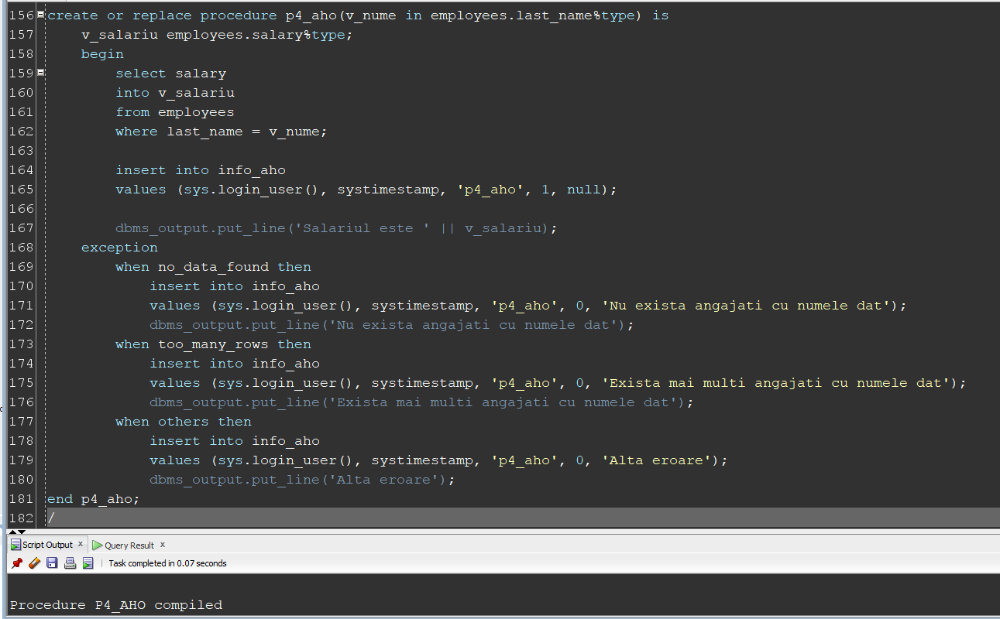 156 create or replace procedure p4_aho(v_nume in employees.last_name%type) is
157     v_salariu employees.salary%type;
158     begin
159         select salary
160         into v_salariu
161         from employees
162         where last_name = v_nume;
163
164         insert into info_aho
165         values (sys.login_user(), systimestamp, 'p4_aho', 1, null);
166
167         dbms_output.put_line('Salariul este ' || v_salariu);
168     exception
169         when no_data_found then
170             insert into info_aho
171             values (sys.login_user(), systimestamp, 'p4_aho', 0, 'Nu exista angajati cu numele dat');
172             dbms_output.put_line('Nu exista angajati cu numele dat');
173         when too_many_rows then
174             insert into info_aho
175             values (sys.login_user(), systimestamp, 'p4_aho', 0, 'Exista mai multi angajati cu numele dat');
176             dbms_output.put_line('Exista mai multi angajati cu numele dat');
177         when others then
178             insert into info_aho
179             values (sys.login_user(), systimestamp, 'p4_aho', 0, 'Alta eroare');
180             dbms_output.put_line('Alta eroare');
181 end p4_aho;
182 /
Script Output x Query Result x
Task completed in 0.07 seconds
Procedure P4_AHO compiled